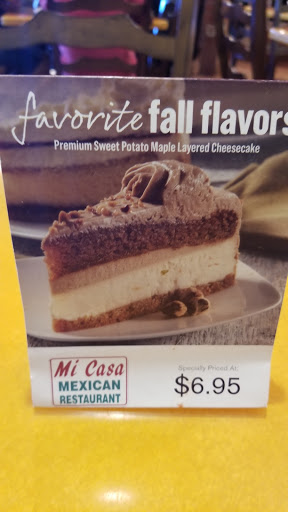 favorite fall flavors
Premium Sweet Potato Maple Layered Cheesecake
Mi Casa
MEXICAN
RESTAURANT
Specially Priced At:
$6.95